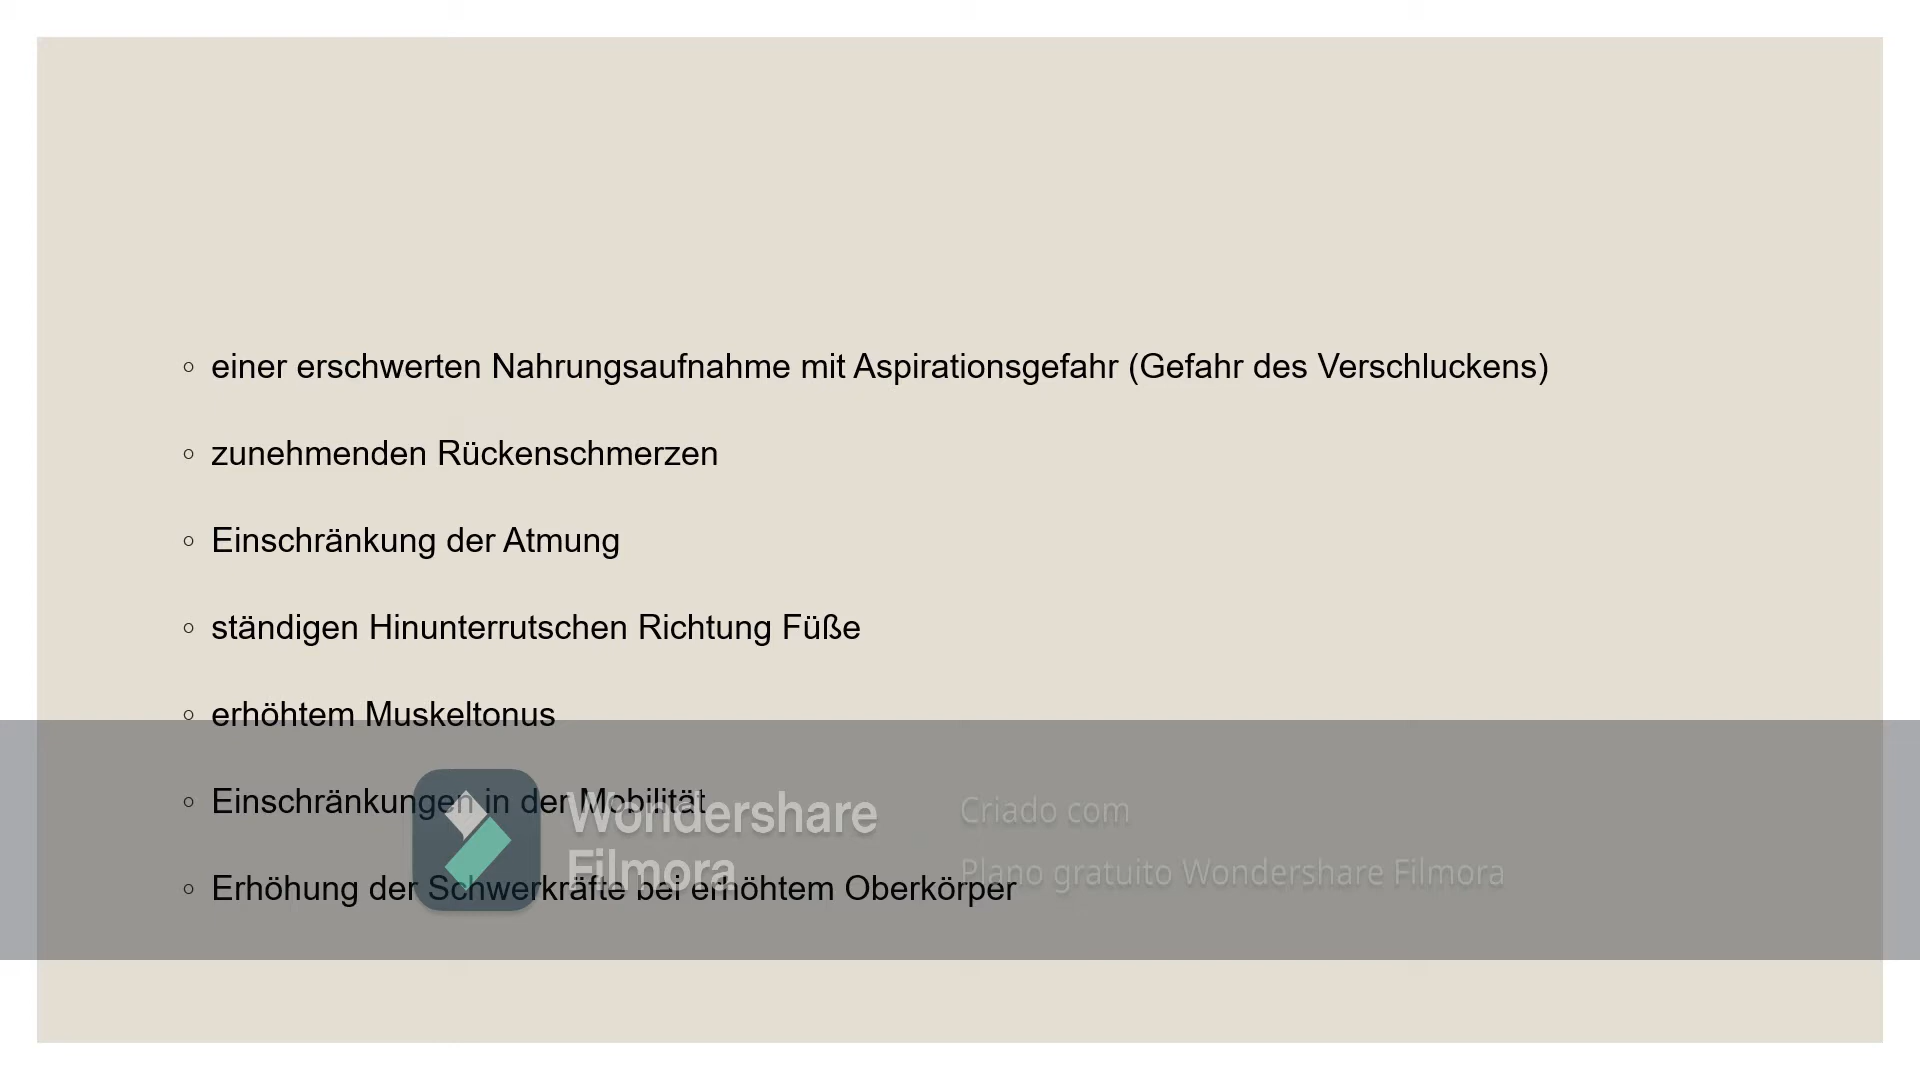 ◦ einer erschwerten Nahrungsaufnahme mit Aspirationsgefahr (Gefahr des Verschluckens)
◦ zunehmenden Rückenschmerzen
◦ Einschränkung der Atmung
◦ ständigen Hinunterrutschen Richtung Füße
◦ erhöhtem Muskeltonus
◦ Einschränkungen in der Mobilität
◦ Erhöhung der Schwerkräfte bei erhöhtem Oberkörper
Wondershare
Filmora
Criado com
Plano gratuito Wondershare Filmora